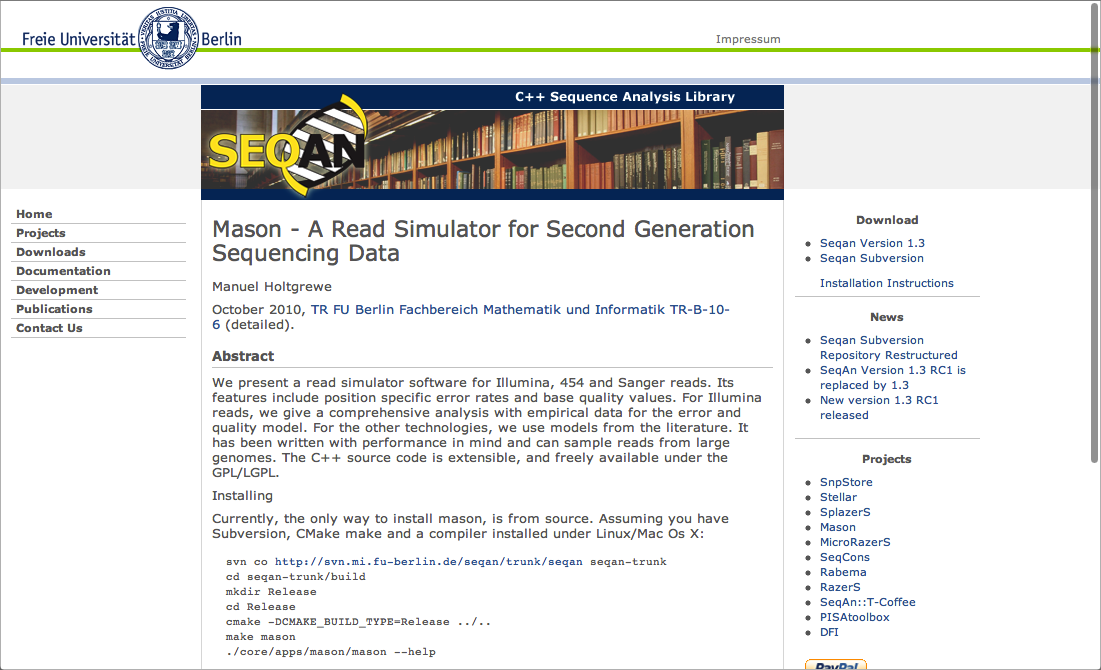 Freie Universität Berlin
Impressum
C++ Sequence Analysis Library
SEQAN
Home
Projects
Downloads
Documentation
Development
Publications
Contact Us
Mason - A Read Simulator for Second Generation
Sequencing Data
Manuel Holtgrewe
October 2010, TR FU Berlin Fachbereich Mathematik und Informatik TR-B-10-
6 (detailed).
Abstract
We present a read simulator software for Illumina, 454 and Sanger reads. Its
features include position specific error rates and base quality values. For Illumina
reads, we give a comprehensive analysis with empirical data for the error and
quality model. For the other technologies, we use models from the literature. It
has been written with performance in mind and can sample reads from large
genomes. The C++ source code is extensible, and freely available under the
GPL/LGPL.
Installing
Currently, the only way to install mason, is from source. Assuming you have
Subversion, CMake make and a compiler installed under Linux/Mac Os X:
svn co http://svn.mi.fu-berlin.de/seqan/trunk/seqan seqan-trunk
cd seqan-trunk/build
mkdir Release
cd Release
cmake -DCMAKE_BUILD_TYPE=Release ../..
make mason
./core/apps/mason/mason --help
Download
Seqan Version 1.3
Seqan Subversion
Installation Instructions
News
Seqan Subversion
Repository Restructured
SeqAn Version 1.3 RC1 is
replaced by 1.3
New version 1.3 RC1
released
Projects
SnpStore
Stellar
SplazerS
Mason
MicroRazerS
SeqCons
Rabema
RazerS
SeqAn::T-Coffee
PISAtoolbox
DFI
PayPal